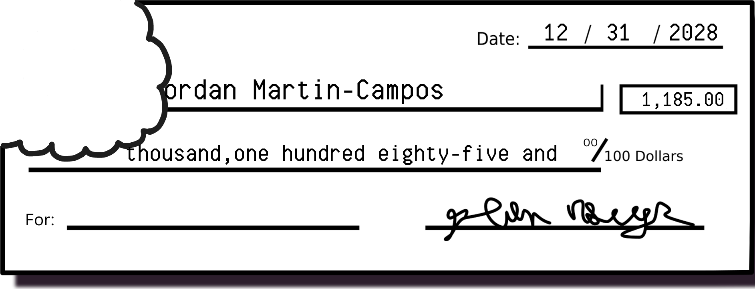 Date: 12 / 31 / 2028
ordan Martin-Campos 1,185.00
thousand,one hundred eighty-five and 00/100 Dollars
For: